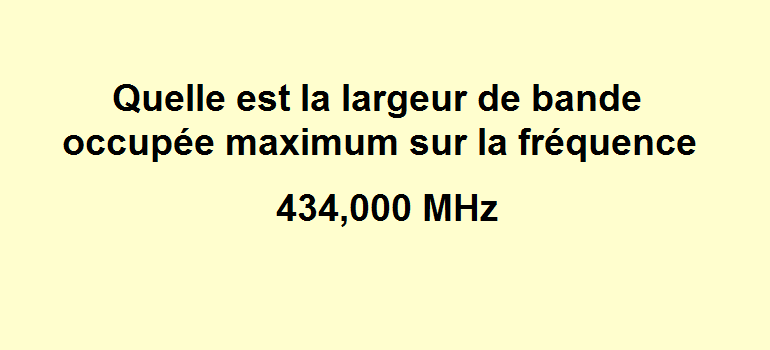 Quelle est la largeur de bande
occupée maximum sur la fréquence
434,000 MHz